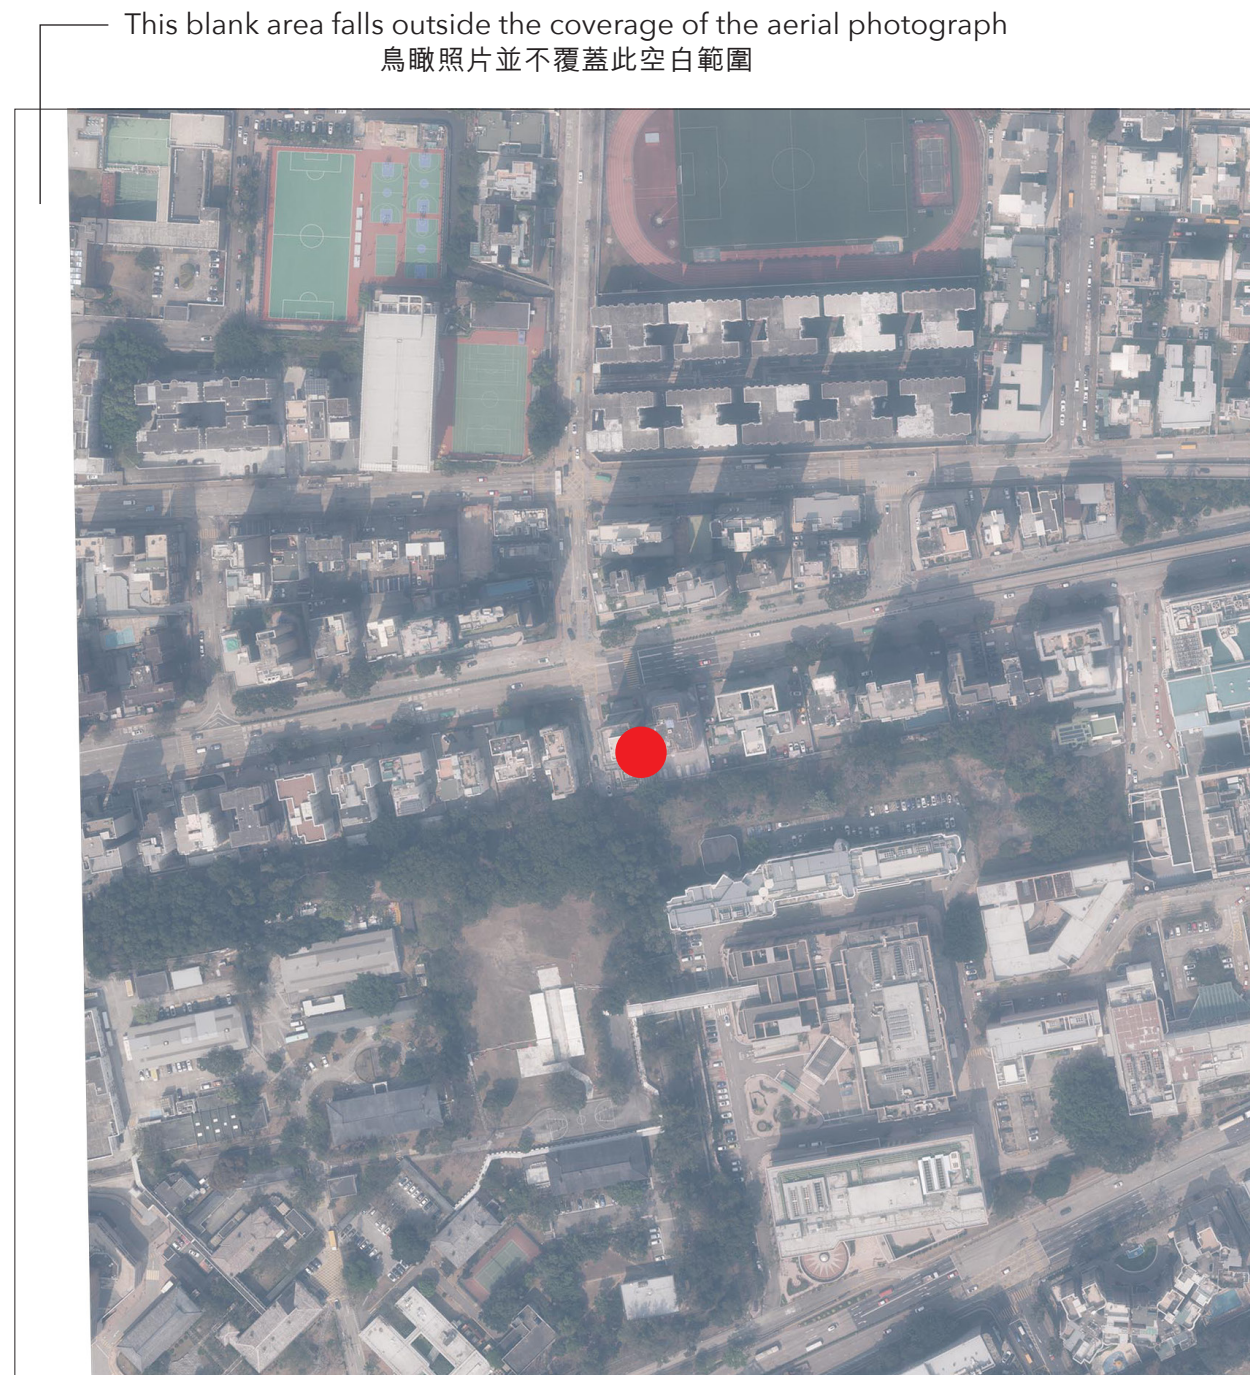 This blank area falls outside the coverage of the aerial photograph
鳥瞰照片並不覆蓋此空白範圍